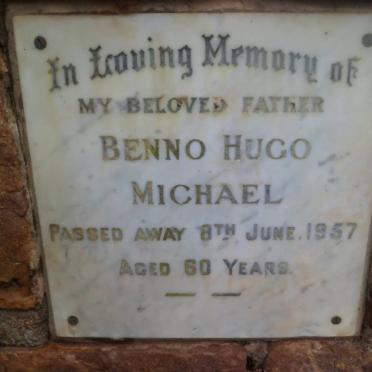 In Loving Memory of
MY BELOVED FATHER
BENNO HUGO
MICHAEL
PASSED AWAY 8TH JUNE. 1957
AGED 60 YEARS.